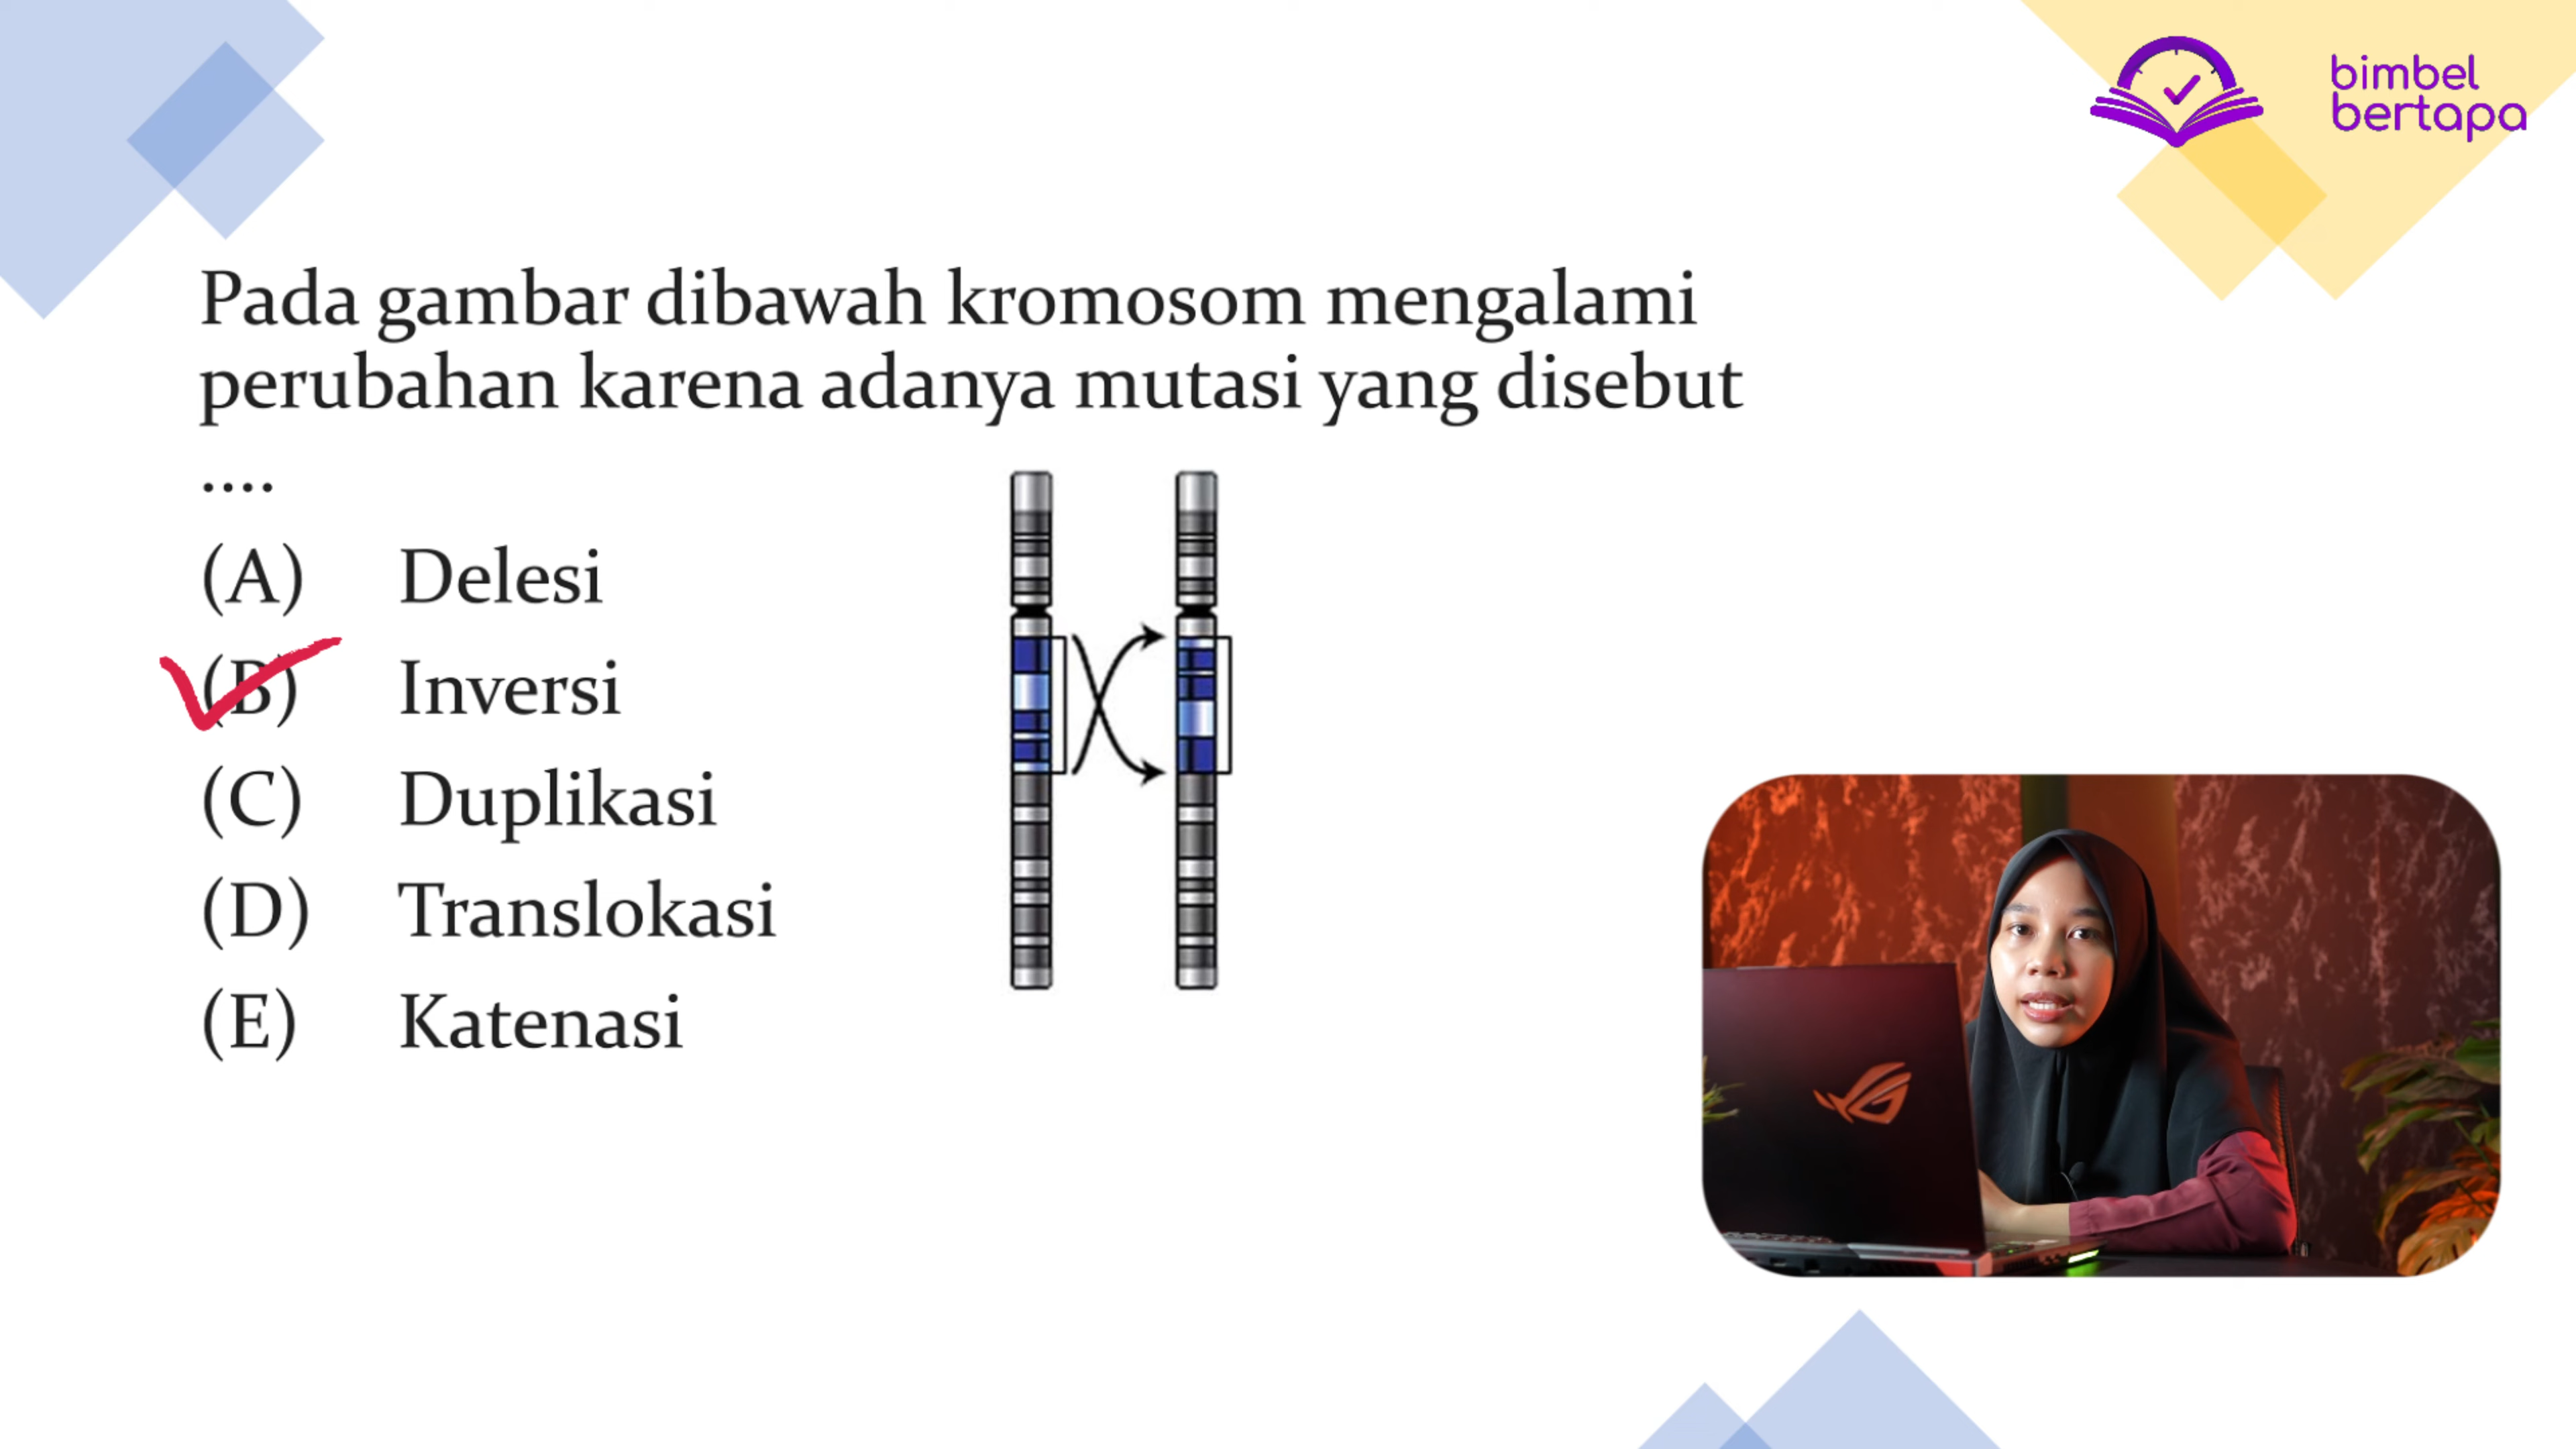 bimbel
bertapa
Pada gambar dibawah kromosom mengalami
perubahan karena adanya mutasi yang disebut
....
(A) Delesi
(B) Inversi
(C) Duplikasi
(D) Translokasi
(E) Katenasi